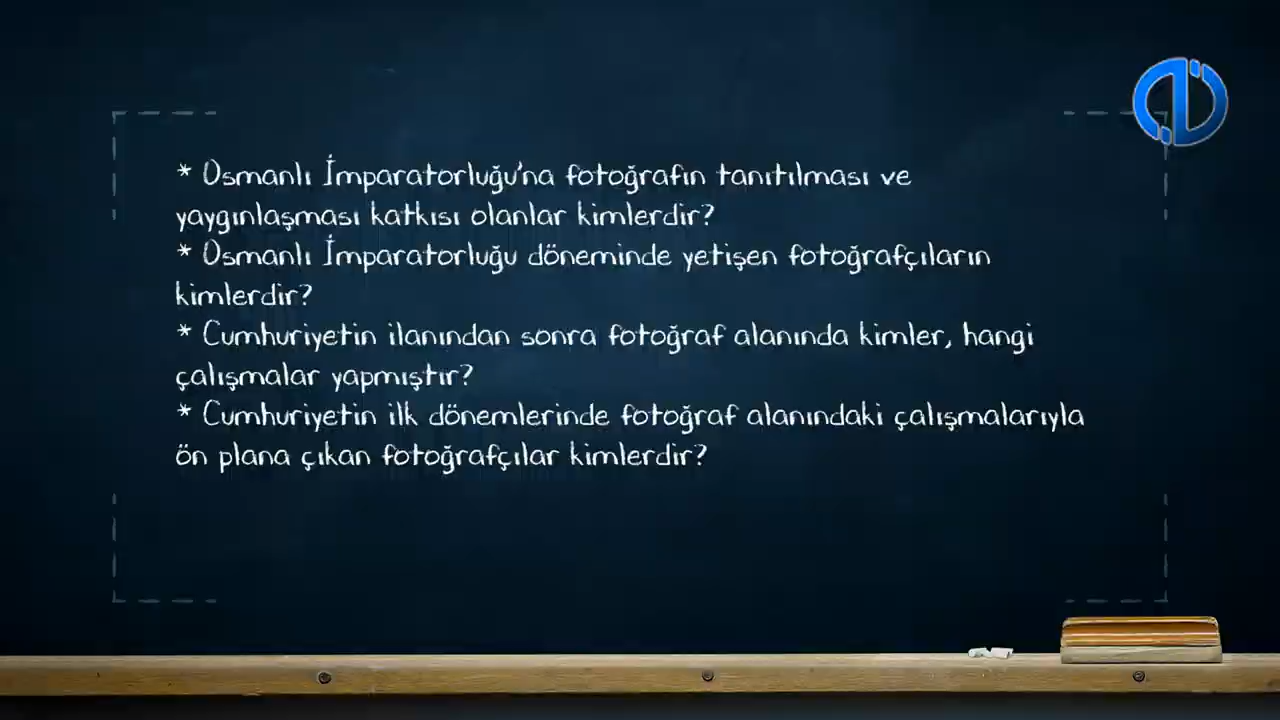 * Osmanlı İmparatorluğu'na fotoğrafın tanıtılması ve
yaygınlaşması katkısı olanlar kimlerdir?
* Osmanlı İmparatorluğu döneminde yetişen fotoğrafçıların
kimlerdir?
* Cumhuriyetin ilanından sonra fotoğraf alanında kimler, hangi
çalışmalar yapmıştır?
* Cumhuriyetin ilk dönemlerinde fotoğraf alanındaki çalışmalarıyla
ön plana çıkan fotoğrafçılar kimlerdir?